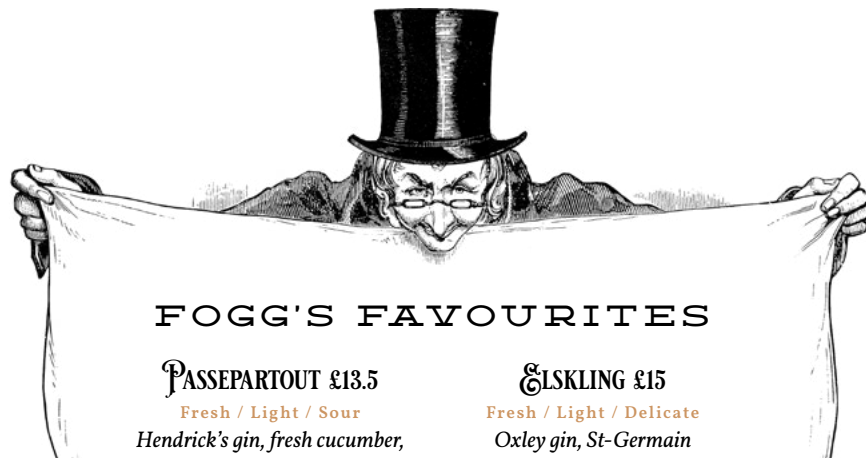 FOGG'S FAVOURITES
PASSEPARTOUT £13.5
Fresh / Light / Sour
Hendrick's gin, fresh cucumber,
ELSKLING £15
Fresh / Light / Delicate
Oxley gin, St-Germain